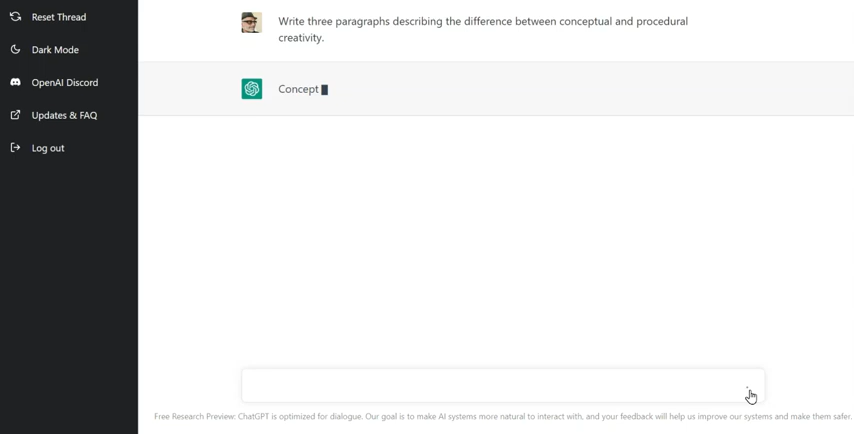 Reset Thread
Dark Mode
OpenAI Discord
Updates & FAQ
Log out
Write three paragraphs describing the difference between conceptual and procedural
creativity.
Concept
Free Research Preview: ChatGPT is optimized for dialogue. Our goal is to make AI systems more natural to interact with, and your feedback will help us improve our systems and make them safer.